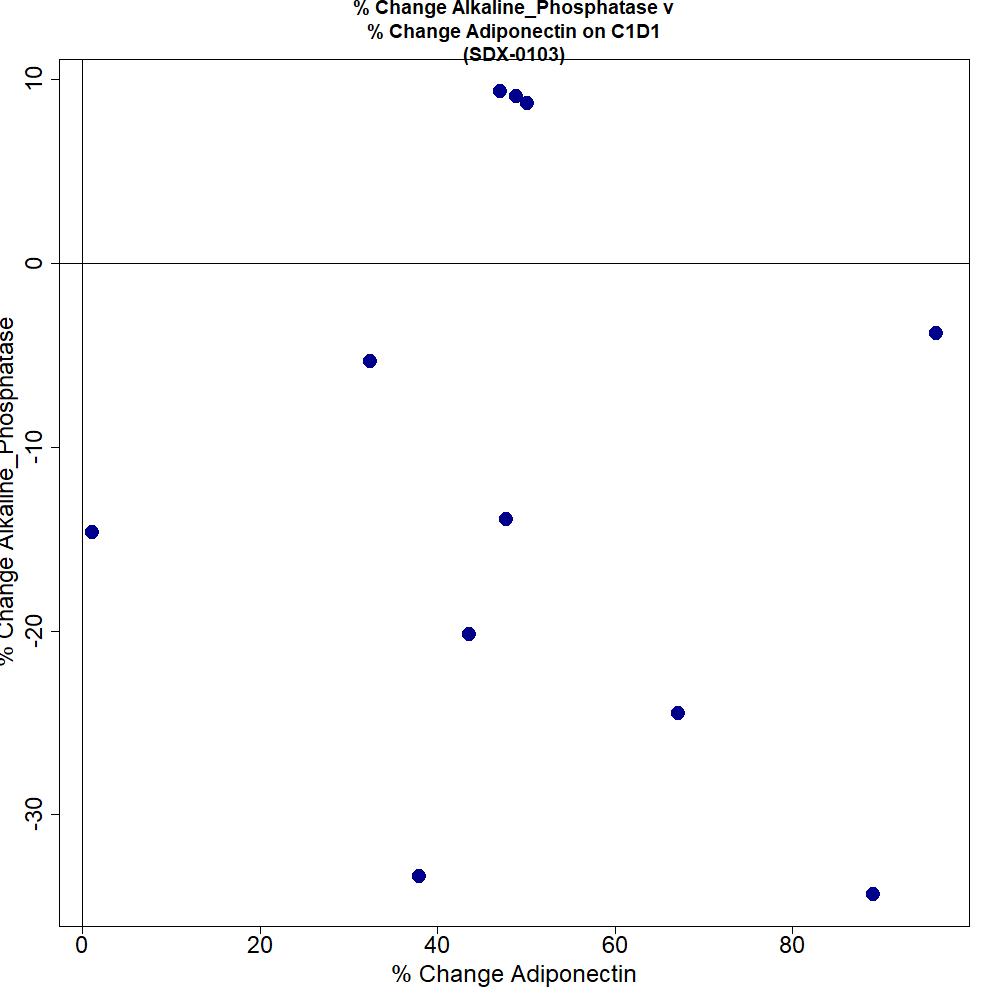 % Change Alkaline_Phosphatase v
% Change Adiponectin on C1D1
(SDX-0103)
% Change Alkaline_Phosphatase
10
0
-10
-20
-30
0 20 40 60 80
% Change Adiponectin